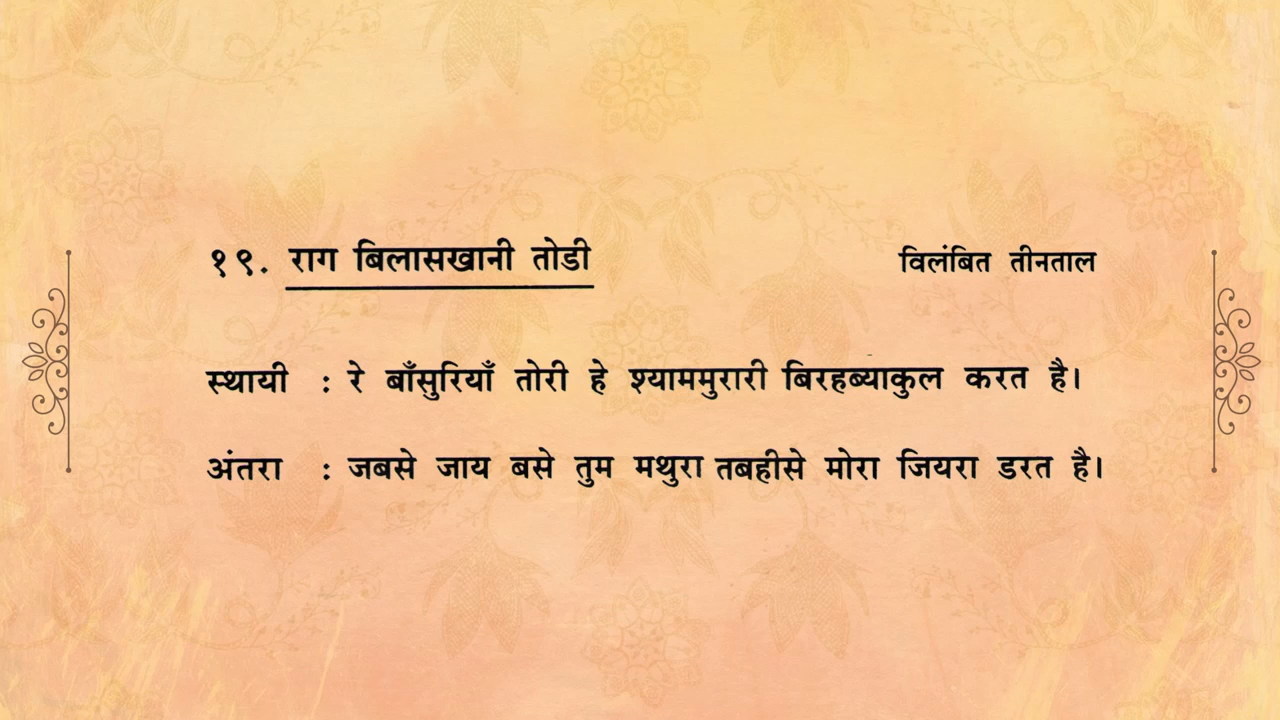 १९. राग बिलासखानी तोडी विलंबित तीनताल
स्थायी : रे बाँसुरियाँ तोरी हे श्याममुरारी बिरहब्याकुल करत है।
अंतरा : जबसे जाय बसे तुम मथुरा तबहीसे मोरा जियरा डरत है।